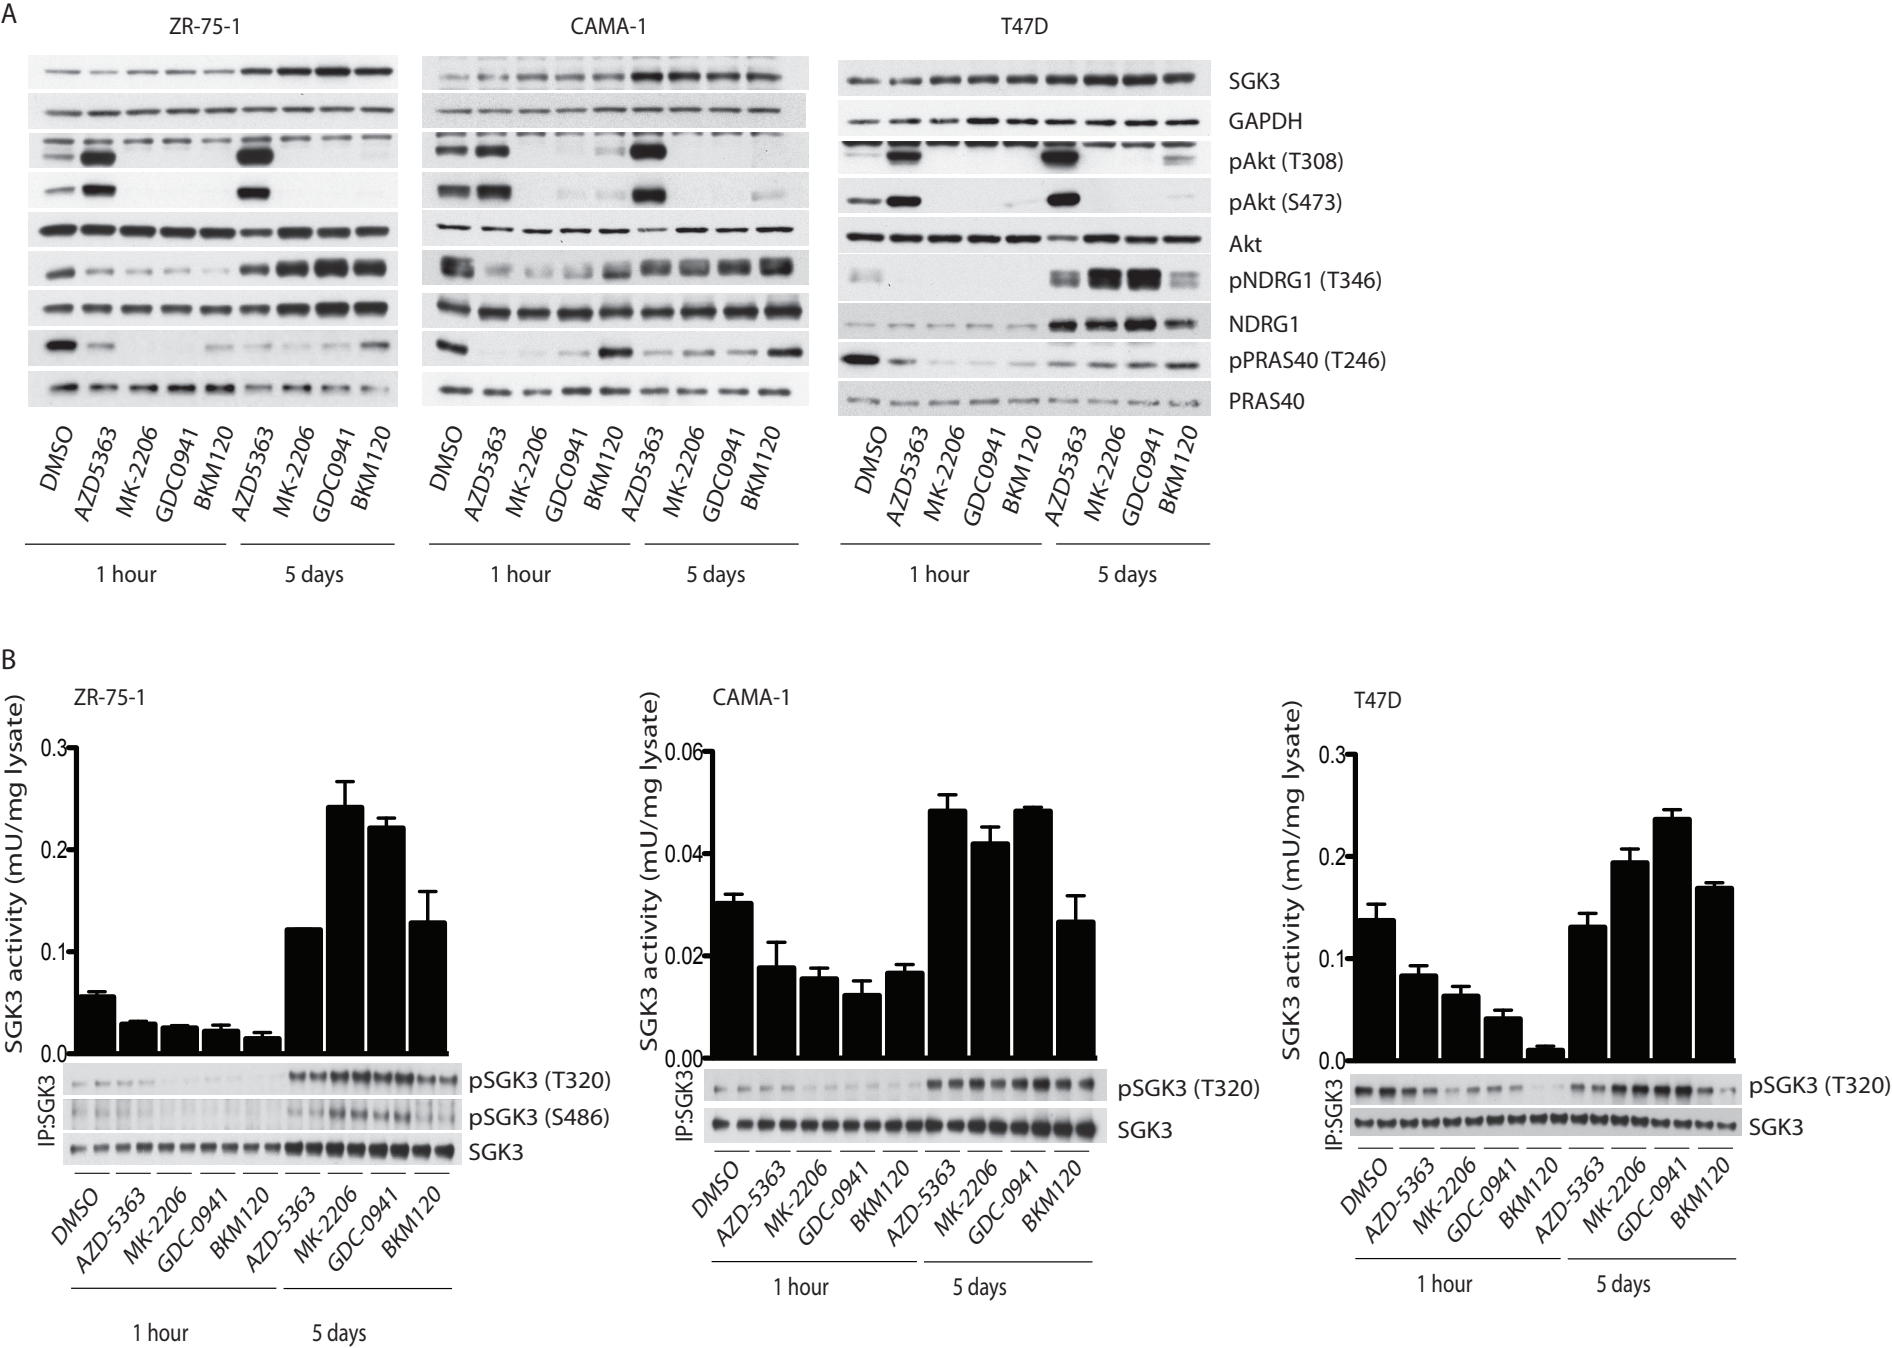 A
ZR-75-1
CAMA-1
T47D
SGK3
GAPDH
pAkt (T308)
pAkt (S473)
Akt
pNDRG1 (T346)
NDRG1
pPRAS40 (T246)
PRAS40
DMSO AZD5363 MK-2206 GDC0941 BKM120 AZD5363 MK-2206 GDC0941 BKM120
1 hour 5 days
DMSO AZD5363 MK-2206 GDC0941 BKM120 AZD5363 MK-2206 GDC0941 BKM120
1 hour 5 days
DMSO AZD5363 MK-2206 GDC0941 BKM120 AZD5363 MK-2206 GDC0941 BKM120
1 hour 5 days
B
ZR-75-1
SGK3 activity (mU/mg lysate)
0.3
0.2
0.1
0.0
IP:SGK3
pSGK3 (T320)
pSGK3 (S486)
SGK3
DMSO AZD-5363 MK-2206 GDC-0941 BKM120 AZD-5363 MK-2206 GDC-0941 BKM120
1 hour 5 days
CAMA-1
SGK3 activity (mU/mg lysate)
0.06
0.04
0.02
0.00
IP:SGK3
pSGK3 (T320)
SGK3
DMSO AZD-5363 MK-2206 GDC-0941 BKM120 AZD-5363 MK-2206 GDC-0941 BKM120
1 hour 5 days
T47D
SGK3 activity (mU/mg lysate)
0.3
0.2
0.1
0.0
IP:SGK3
pSGK3 (T320)
SGK3
DMSO AZD-5363 MK-2206 GDC-0941 BKM120 AZD-5363 MK-2206 GDC-0941 BKM120
1 hour 5 days